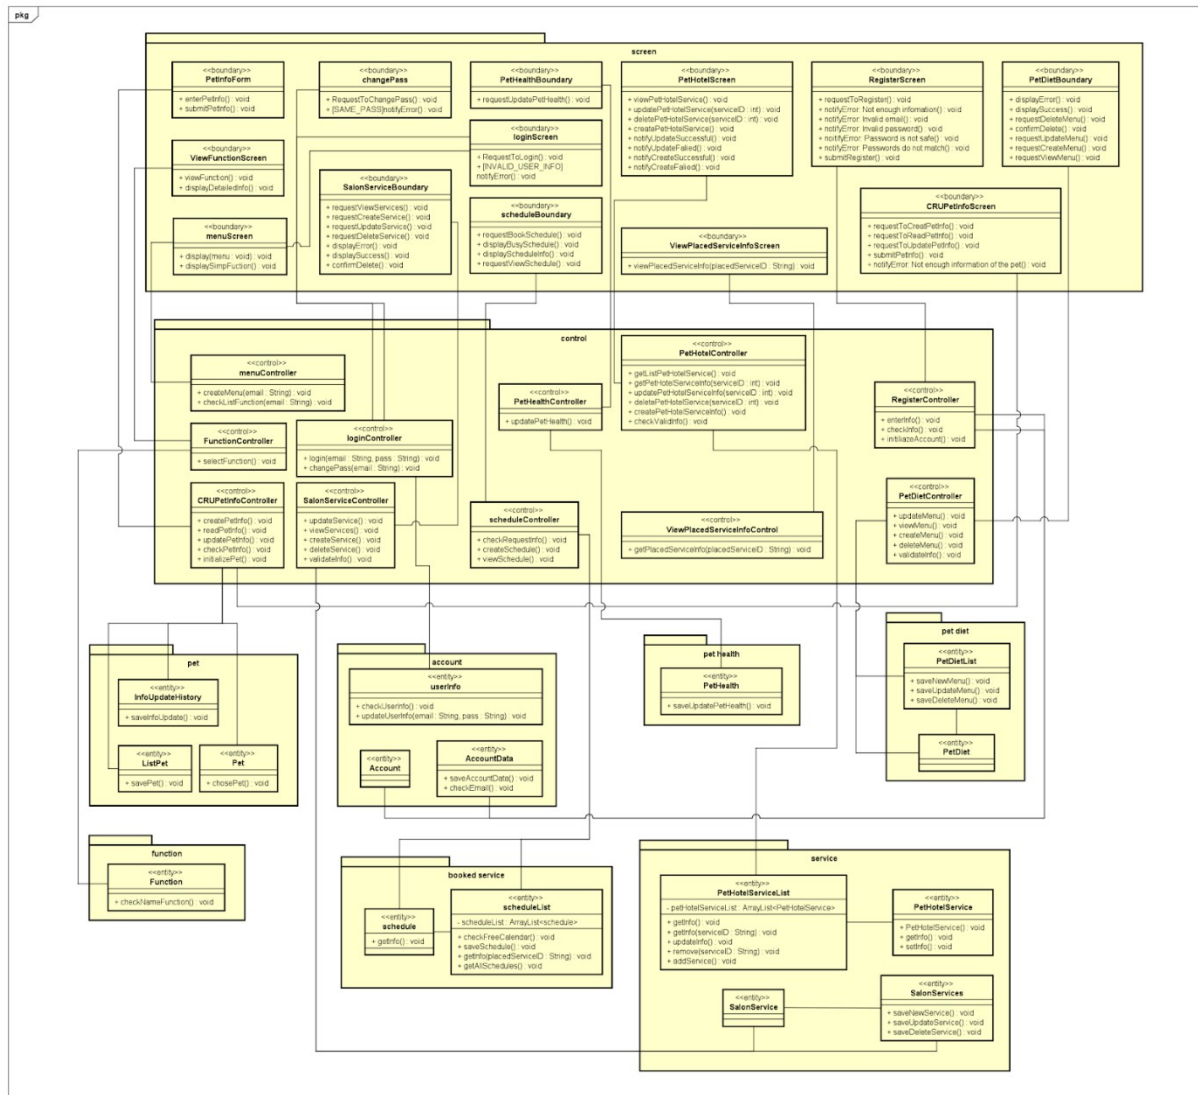 pkg
screen
<<boundary>>
PetInfoForm
+ enterPetInfo() : void
+ submitPetInfo() : void
<<boundary>>
changePass
+ RequestToChangePass() : void
+ [SAME_PASS]notifyError() : void
<<boundary>>
PetHealthBoundary
+ requestUpdatePetHealth() : void
<<boundary>>
PetHotelScreen
+ viewPetHotelService() : void
+ updatePetHotelService(serviceID : int) : void
+ deletePetHotelService(serviceID : int) : void
+ createPetHotelService() : void
+ notifyUpdateSuccessful() : void
+ notifyUpdateFalied() : void
+ notifyCreateSuccessful() : void
+ notifyCreateFalied() : void
<<boundary>>
RegisterScreen
+ requestToRegister() : void
+ notifyError: Not enough infomation() : void
+ notifyError: Invalid email() : void
+ notifyError: Invalid password() : void
+ notifyError: Password is not safe() : void
+ notifyError: Passwords do not match() : void
+ submitRegister() : void
<<boundary>>
PetDietBoundary
+ displayError() : void
+ displaySuccess() : void
+ requestDeleteMenu() : void
+ confirmDelete() : void
+ requestUpdateMenu() : void
+ requestCreateMenu() : void
+ requestViewMenu() : void
<<boundary>>
loginScreen
+ RequestToLogin() : void
+ [INVALID_USER_INFO]
notifyError() : void
<<boundary>>
ViewFunctionScreen
+ viewFunction() : void
+ displayDetailedInfo() : void
<<boundary>>
SalonServiceBoundary
+ requestViewServices() : void
+ requestCreateService() : void
+ requestUpdateService() : void
+ requestDeleteService() : void
+ displayError() : void
+ displaySuccess() : void
+ confirmDelete() : void
<<boundary>>
scheduleBoundary
+ requestBookSchedule() : void
+ displayBusySchedule() : void
+ displayScheduleInfo() : void
+ requestViewSchedule() : void
<<boundary>>
CRUPetInfoScreen
+ requestToCreatPetInfo() : void
+ requestToReadPetInfo() : void
+ requestToUpdatePetInfo() : void
+ submitPetInfo() : void
+ notifyError: Not enough information of the pet() : void
<<boundary>>
menuScreen
+ display(menu : void) : void
+ displaySimpFuction() : void
<<boundary>>
ViewPlacedServiceInfoScreen
+ viewPlacedServiceInfo(placedServiceID : String) : void
control
<<control>>
menuController
+ createMenu(email : String) : void
+ checkListFunction(email : String) : void
<<control>>
PetHotelController
+ getListPetHotelService() : void
+ getPetHotelServiceInfo(serviceID : int) : void
+ updatePetHotelService(serviceID : int) : void
+ deletePetHotelService(serviceID : int) : void
+ createPetHotelServiceInfo() : void
+ checkValidInfo() : void
<<control>>
PetHealthController
+ updatePetHealth() : void
<<control>>
RegisterController
+ enterInfo() : void
+ checkInfo() : void
+ initikazeAccount() : void
<<control>>
FunctionController
+ selectFunction() : void
<<control>>
loginController
+ login(email : String, pass : String) : void
+ changePass(email : String) : void
<<control>>
CRUPetInfoController
+ createPetInfo() : void
+ readPetInfo() : void
+ updatePetInfo() : void
+ checkPetInfo() : void
+ initializePet() : void
<<control>>
SalonServiceController
+ updateService() : void
+ viewServices() : void
+ createService() : void
+ deleteService() : void
+ validateInfo() : void
<<control>>
scheduleController
+ checkRequestInfo() : void
+ createSchedule() : void
+ viewSchedule() : void
<<control>>
ViewPlacedServiceInfoControl
+ getPlacedServiceInfo(placedServiceID : String) : void
<<control>>
PetDietController
+ updateMenu() : void
+ viewMenu() : void
+ createMenu() : void
+ deleteMenu() : void
+ validateInfo() : void
pet
<<entity>>
InfoUpdateHistory
+ saveInfoUpdate() : void
<<entity>>
ListPet
+ savePet() : void
<<entity>>
Pet
+ chosePet() : void
account
<<entity>>
userInfo
+ checkUserInfo() : void
+ updateUserInfo(email : String, pass : String) : void
<<entity>>
Account
<<entity>>
AccountData
+ saveAccountData() : void
+ checkEmail() : void
pet health
<<entity>>
PetHealth
+ saveUpdatePetHealth() : void
pet diet
<<entity>>
PetDietList
+ saveNewMenu() : void
+ saveUpdateMenu() : void
+ saveDeleteMenu() : void
<<entity>>
PetDiet
function
<<entity>>
Function
+ checkNameFunction() : void
booked service
<<entity>>
schedule
+ getInfo() : void
<<entity>>
scheduleList
- scheduleList : ArrayList<schedule>
+ checkFreeCalendar() : void
+ saveSchedule() : void
+ getInfo(placedServiceID : String) : void
+ getAllSchedules() : void
service
<<entity>>
PetHotelServiceList
- petHotelServiceList : ArrayList<PetHotelService>
+ getInfo() : void
+ getInfo(serviceID : String) : void
+ updateInfo() : void
+ remove(serviceID : String) : void
+ addService() : void
<<entity>>
PetHotelService
+ PetHotelService() : void
+ getInfo() : void
+ setInfo() : void
<<entity>>
SalonService
<<entity>>
SalonServices
+ saveNewService() : void
+ saveUpdateService() : void
+ saveDeleteService() : void